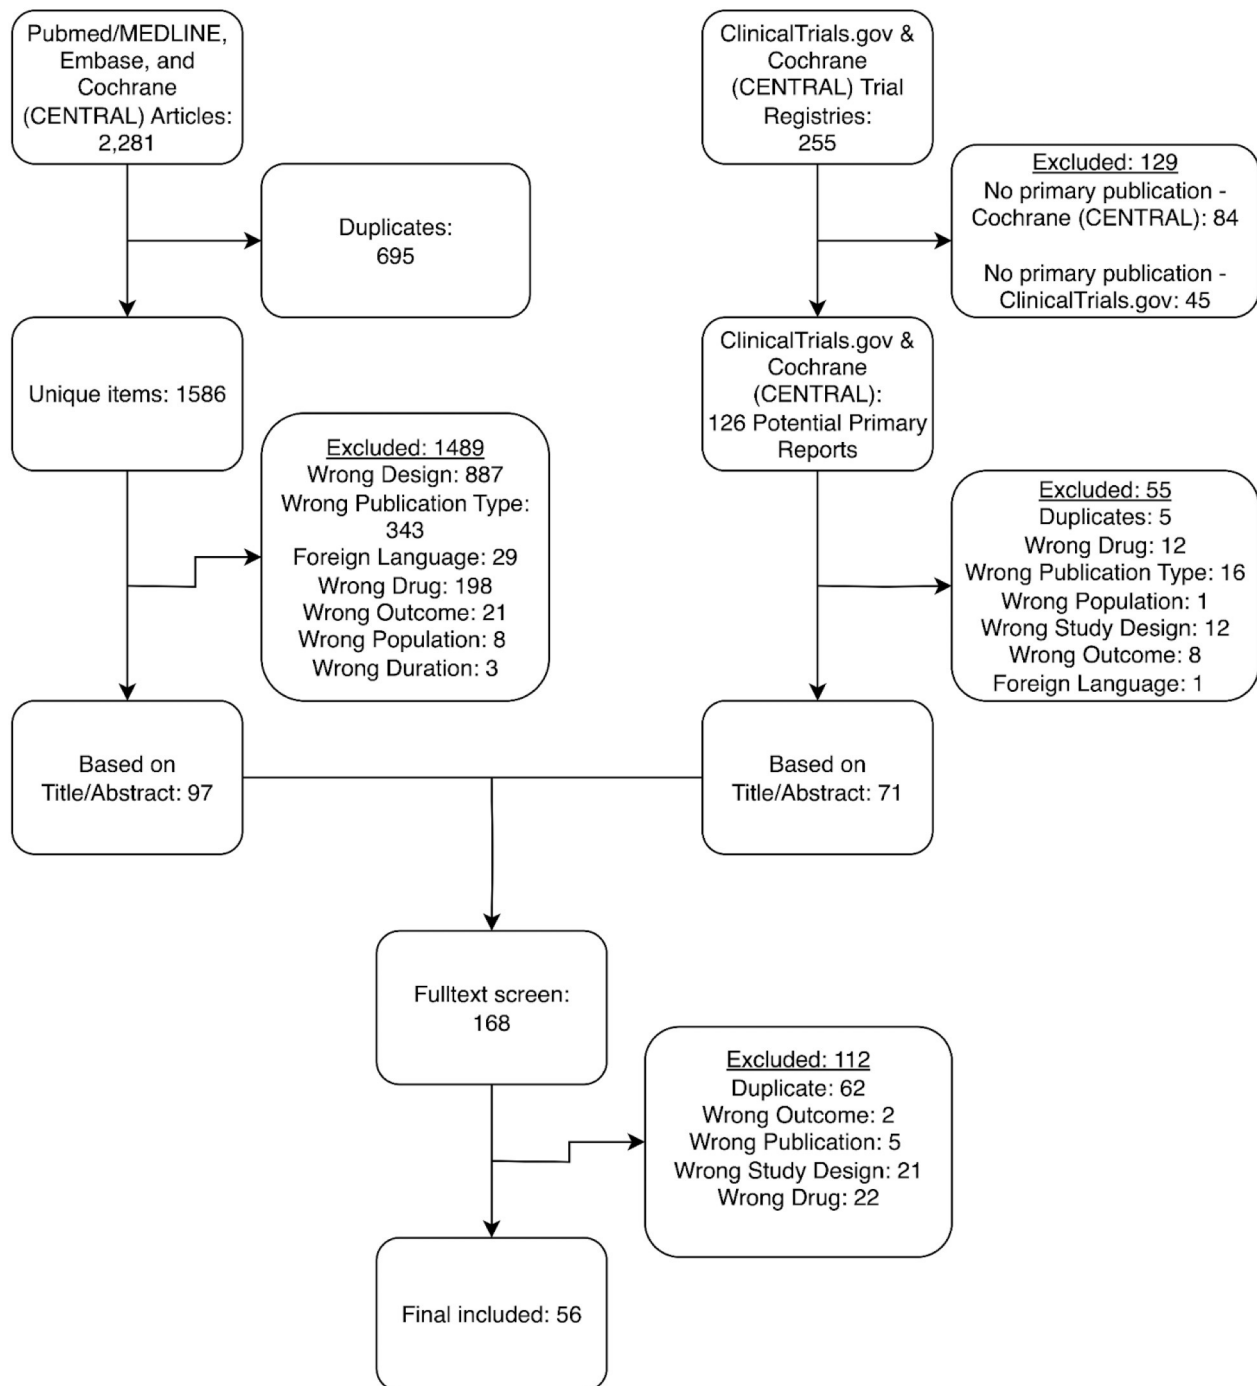 Pubmed/MEDLINE,
Embase, and
Cochrane
(CENTRAL) Articles:
2,281
ClinicalTrials.gov &
Cochrane
(CENTRAL) Trial
Registries:
255
Duplicates:
695
Excluded: 129
No primary publication -
Cochrane (CENTRAL): 84
No primary publication -
ClinicalTrials.gov: 45
Unique items: 1586
ClinicalTrials.gov &
Cochrane
(CENTRAL):
126 Potential Primary
Reports
Excluded: 1489
Wrong Design: 887
Wrong Publication Type:
343
Foreign Language: 29
Wrong Drug: 198
Wrong Outcome: 21
Wrong Population: 8
Wrong Duration: 3
Excluded: 55
Duplicates: 5
Wrong Drug: 12
Wrong Publication Type: 16
Wrong Population: 1
Wrong Study Design: 12
Wrong Outcome: 8
Foreign Language: 1
Based on
Title/Abstract: 97
Based on
Title/Abstract: 71
Fulltext screen:
168
Excluded: 112
Duplicate: 62
Wrong Outcome: 2
Wrong Publication: 5
Wrong Study Design: 21
Wrong Drug: 22
Final included: 56